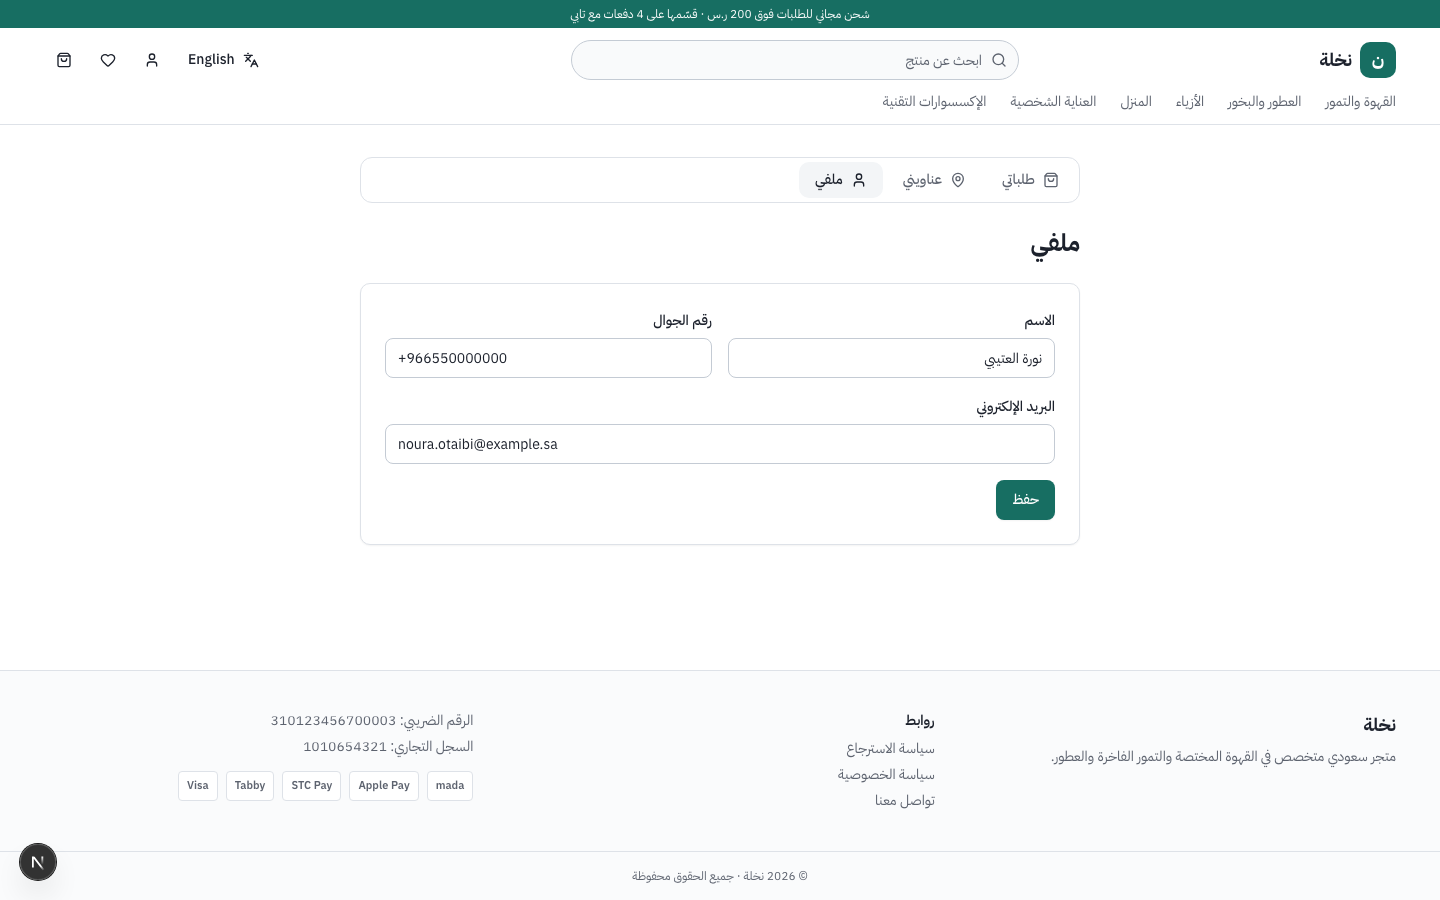 شحن مجاني للطلبات فوق 200 ر.س · قسّمها على 4 دفعات مع تابي
ن نخلة
ابحث عن منتج
English
القهوة والتمور العطور والبخور الأزياء المنزل العناية الشخصية الإكسسوارات التقنية
طلباتي عناويني ملفي
ملفي
الاسم رقم الجوال
نورة العتيبي +966550000000
البريد الإلكتروني
noura.otaibi@example.sa
حفظ
نخلة
متجر سعودي متخصص في القهوة المختصة والتمور الفاخرة والعطور.
روابط
سياسة الاسترجاع
سياسة الخصوصية
تواصل معنا
الرقم الضريبي: 310123456700003
السجل التجاري: 1010654321
mada Apple Pay STC Pay Tabby Visa
N
© 2026 نخلة · جميع الحقوق محفوظة